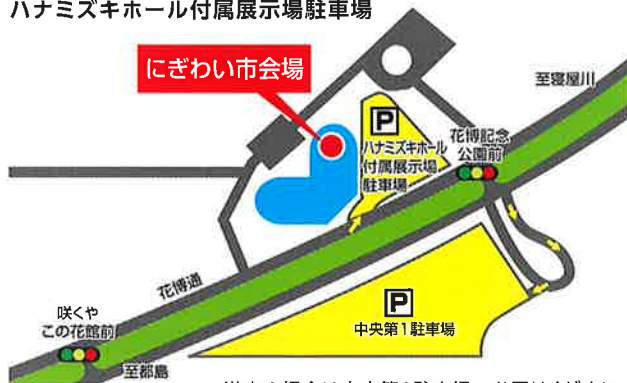 ハナミズキホール付属展示場駐車場
にぎわい市会場
至寝屋川
P
ハナミズキホール
付属展示場
駐車場
花博記念
公園前
花博通
P
中央第1駐車場
咲くや
この花館前
至都島